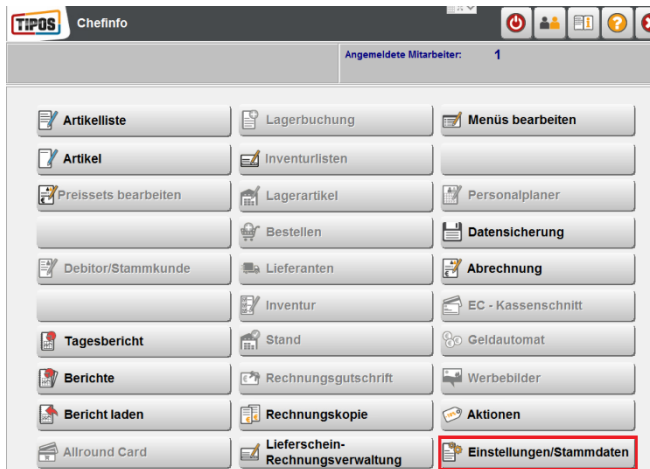 TiPOS Chefinfo
Angemeldete Mitarbeiter: 1
Artikelliste
Lagerbuchung
Menüs bearbeiten
Artikel
Inventurlisten
Preissets bearbeiten
Lagerartikel
Personalplaner
Bestellen
Datensicherung
Debitor/Stammkunde
Lieferanten
Abrechnung
Inventur
EC - Kassenschnitt
Tagesbericht
Stand
Geldautomat
Berichte
Rechnungsgutschrift
Werbebilder
Bericht laden
Rechnungskopie
Aktionen
Allround Card
Lieferschein-
Rechnungsverwaltung
Einstellungen/Stammdaten